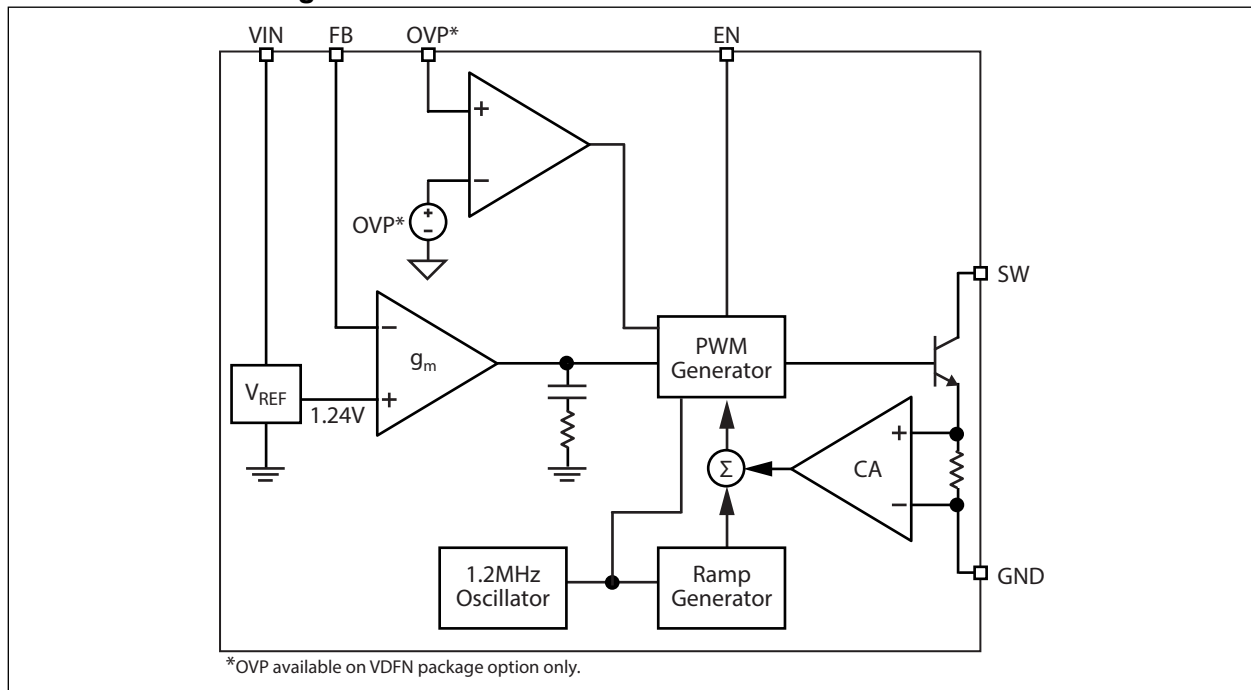 VIN FB OVP* EN
+
−
OVP*
+
−
SW
−
gm
+
VREF
1.24V
PWM
Generator
+
CA
−
Σ
1.2MHz
Oscillator
Ramp
Generator
GND
*OVP available on VDFN package option only.